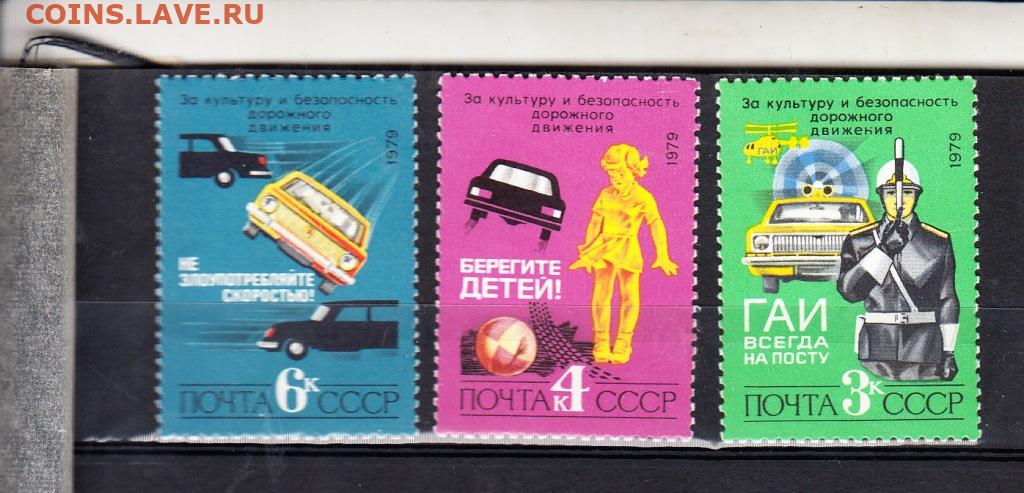 COINS.LAVE.RU
За культуру и безопасность
дорожного
движения
1979
НЕ
ЗЛОУПОТРЕБЛЯЙТЕ
СКОРОСТЬЮ!
ПОЧТА 6К СССР
За культуру и безопасность
дорожного
движения
1979
БЕРЕГИТЕ
ДЕТЕЙ!
ПОЧТА К4 СССР
За культуру и безопасность
дорожного
движения
1979
ГАИ
ГАИ
ВСЕГДА
НА ПОСТУ
ПОЧТА 3К СССР